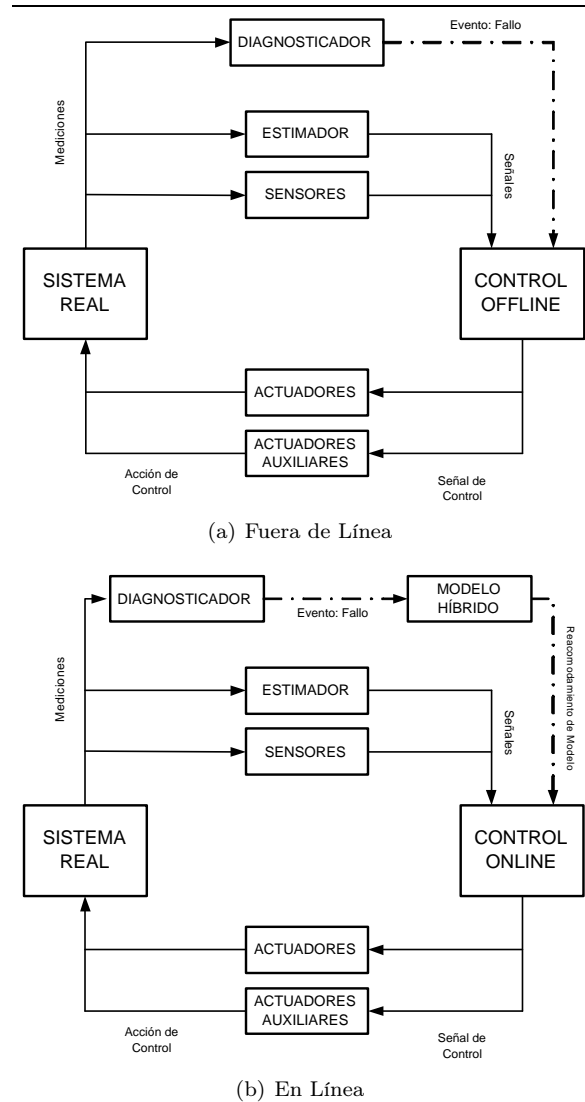 DIAGNOSTICADOR
Evento: Fallo
Mediciones
ESTIMADOR
SENSORES
Señales
SISTEMA
REAL
CONTROL
OFFLINE
ACTUADORES
ACTUADORES
AUXILIARES
Acción de
Control
Señal de
Control
(a) Fuera de Línea
DIAGNOSTICADOR
Evento: Fallo
MODELO
HÍBRIDO
Mediciones
Reacomodamiento de Modelo
ESTIMADOR
SENSORES
Señales
SISTEMA
REAL
CONTROL
ONLINE
ACTUADORES
ACTUADORES
AUXILIARES
Acción de
Control
Señal de
Control
(b) En Línea